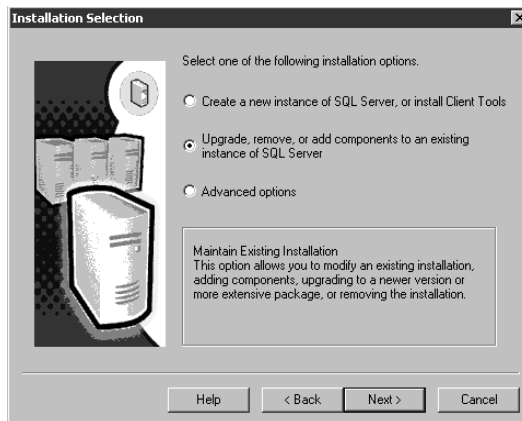 Installation Selection
Select one of the following installation options.
Create a new instance of SQL Server, or install Client Tools
Upgrade, remove, or add components to an existing
instance of SQL Server
Advanced options
Maintain Existing Installation
This option allows you to modify an existing installation,
adding components, upgrading to a newer version or
more extensive package, or removing the installation.
Help
< Back
Next >
Cancel